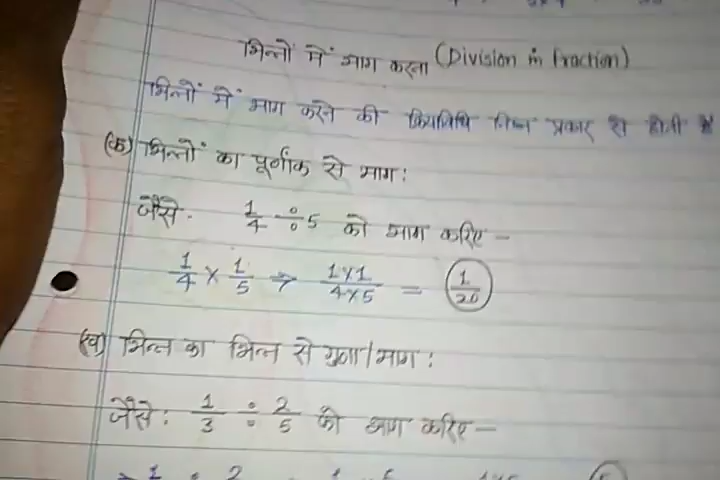 भिन्नों में भाग करना (Division in Fraction)
भिन्नों में भाग करने की क्रियाविधि निम्न प्रकार से होती है
(क) भिन्नों का पूर्णांक से भाग:
जैसे. 1/4 ÷ 5 को भाग करिए –
1/4 × 1/5 → 1×1/4×5 = 1/20
(ख) भिन्न का भिन्न से गुणा/भाग:
जैसे: 1/3 ÷ 2/5 को भाग करिए –